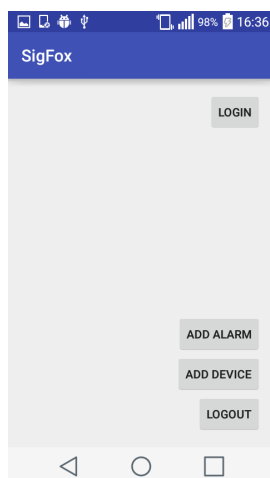 98% 16:36
SigFox
LOGIN
ADD ALARM
ADD DEVICE
LOGOUT